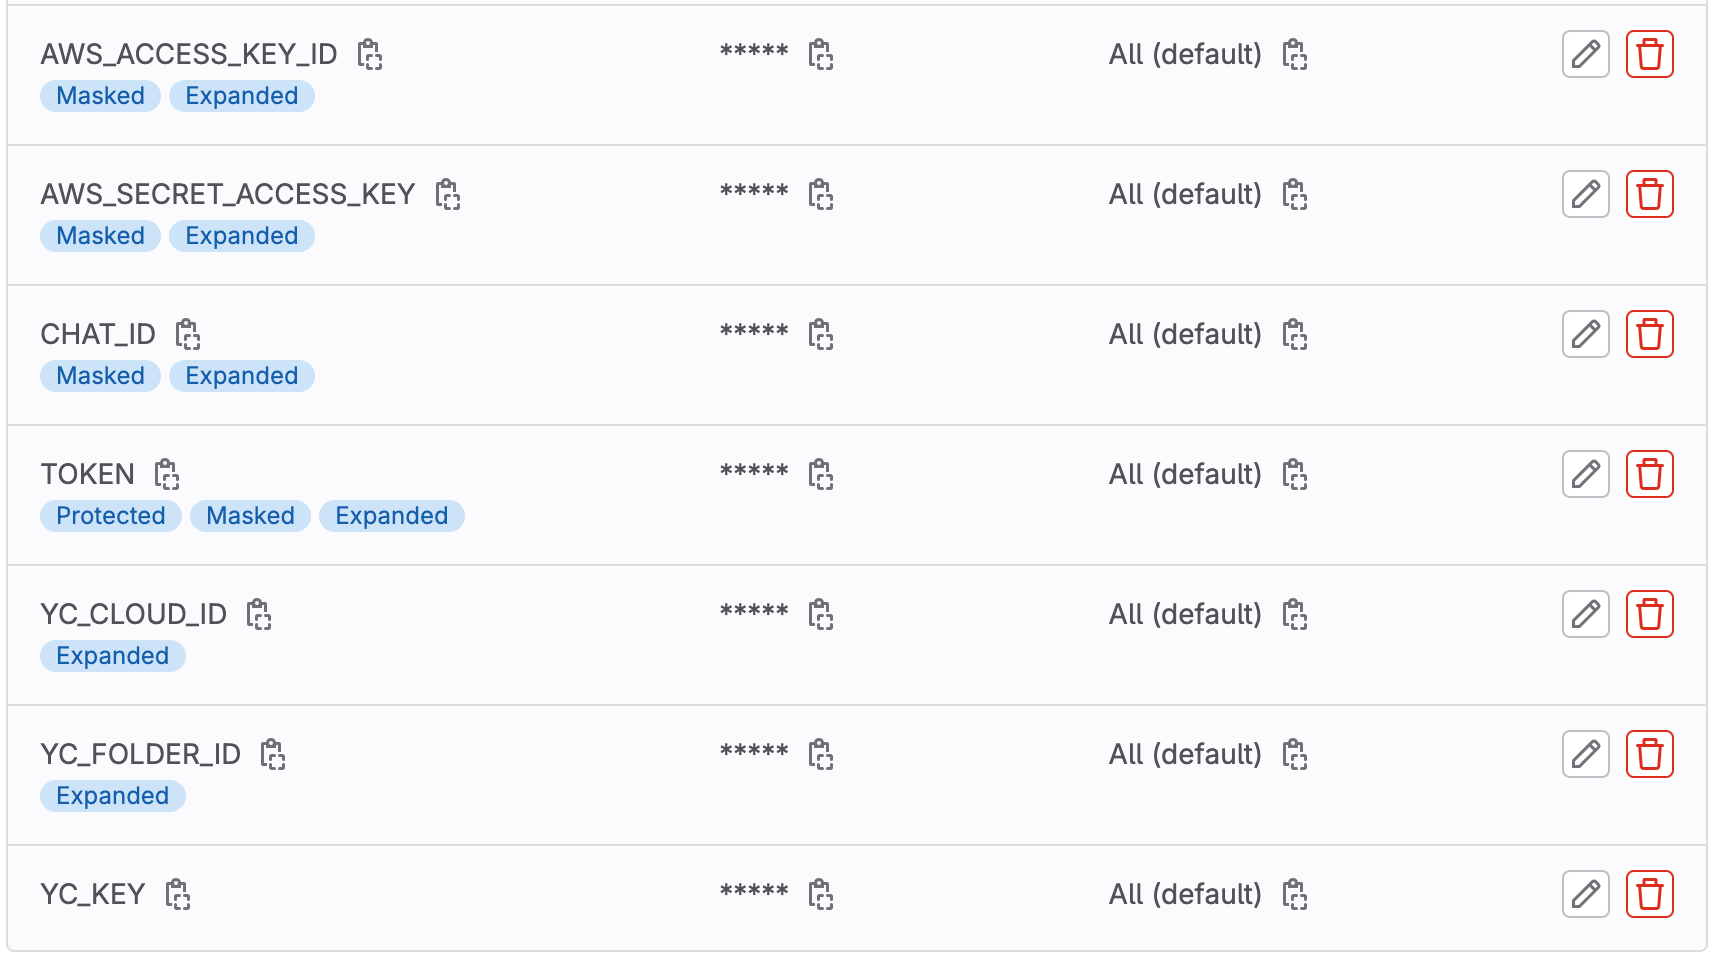 AWS_ACCESS_KEY_ID ***** All (default)
Masked Expanded
AWS_SECRET_ACCESS_KEY ***** All (default)
Masked Expanded
CHAT_ID ***** All (default)
Masked Expanded
TOKEN ***** All (default)
Protected Masked Expanded
YC_CLOUD_ID ***** All (default)
Expanded
YC_FOLDER_ID ***** All (default)
Expanded
YC_KEY ***** All (default)